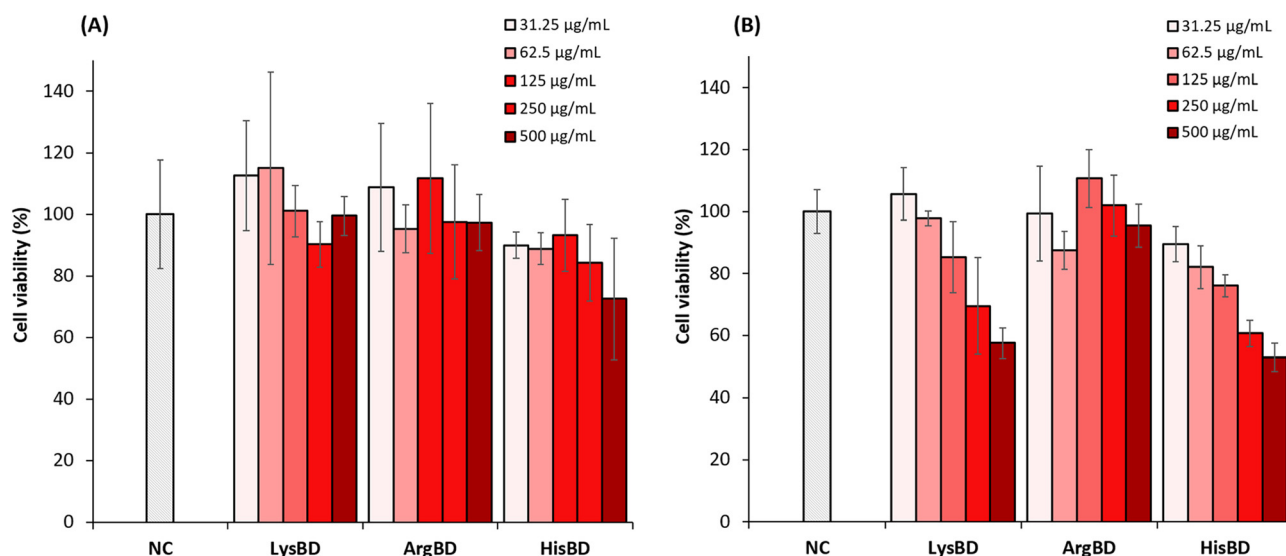 (A)
31.25 µg/mL
62.5 µg/mL
125 µg/mL
250 µg/mL
500 µg/mL
Cell viability (%)
140
120
100
80
60
40
20
0
NC LysBD ArgBD HisBD
(B)
31.25 µg/mL
62.5 µg/mL
125 µg/mL
250 µg/mL
500 µg/mL
Cell viability (%)
140
120
100
80
60
40
20
0
NC LysBD ArgBD HisBD